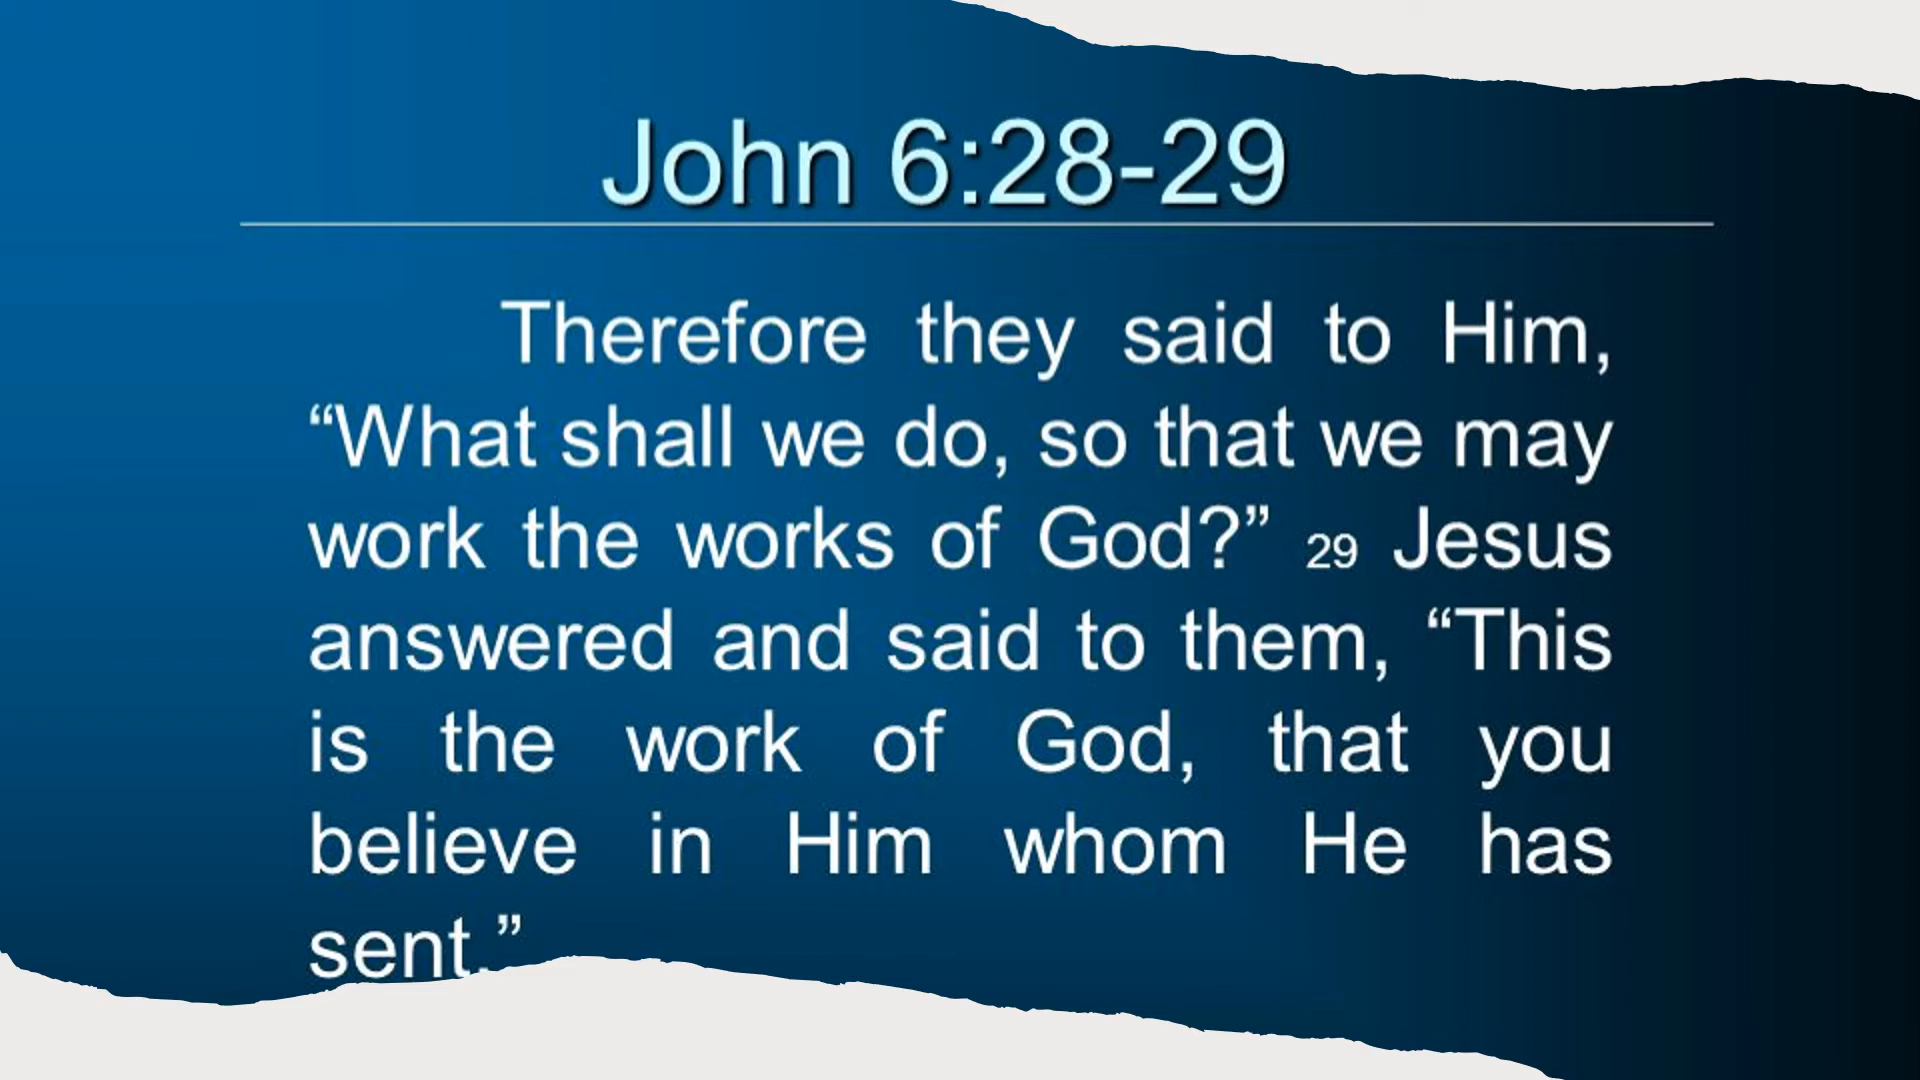 John 6:28-29
Therefore they said to Him,
“What shall we do, so that we may
work the works of God?” 29 Jesus
answered and said to them, “This
is the work of God, that you
believe in Him whom He has
sent.”